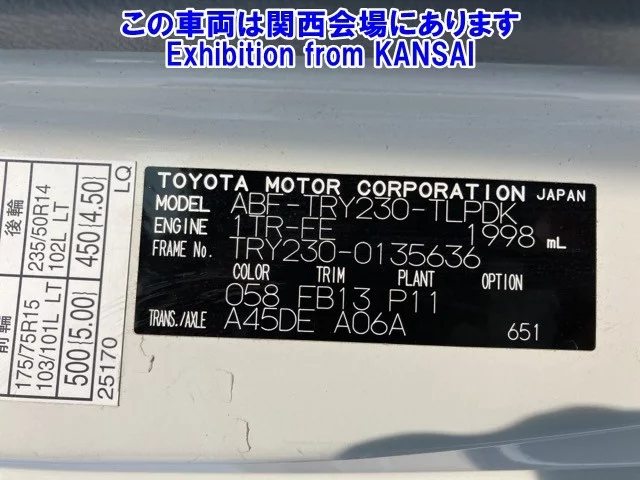 この車両は関西会場にあります
Exhibition from KANSAI
TOYOTA MOTOR CORPORATION JAPAN
MODEL ABF-TRY230-TLPDK
ENGINE 1TR-FE 1998 mL
FRAME No. TRY230-0135636
COLOR TRIM PLANT OPTION
058 FB13 P11
TRANS./AXLE A45DE A06A
651
前輪
175/75R15
103/101L LT
500(5.00)
25170
後輪
235/50R14
102L LT
450(4.50)
LQ